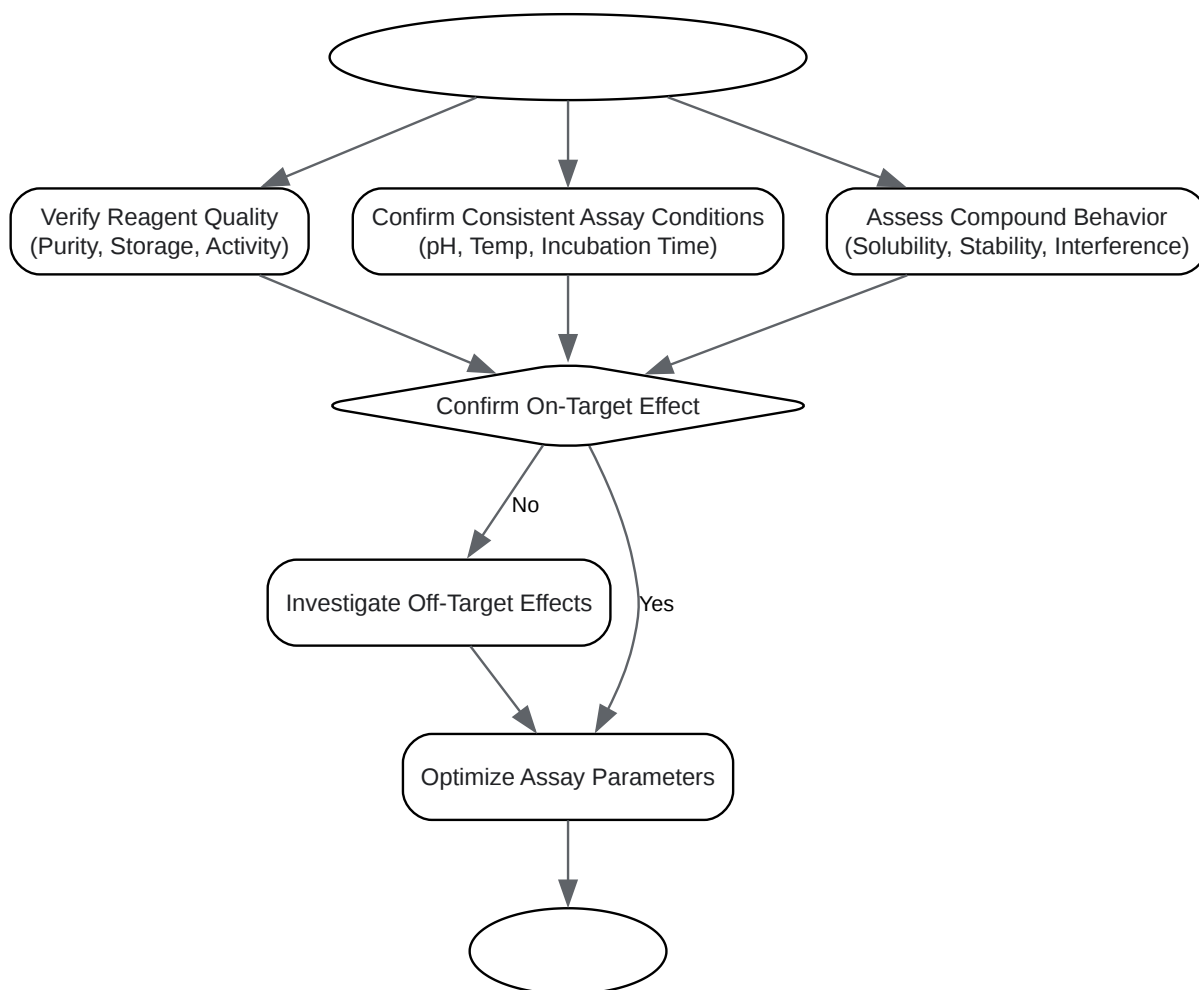 Verify Reagent Quality
(Purity, Storage, Activity)
Confirm Consistent Assay Conditions
(pH, Temp, Incubation Time)
Assess Compound Behavior
(Solubility, Stability, Interference)
Confirm On-Target Effect
No
Investigate Off-Target Effects
Yes
Optimize Assay Parameters